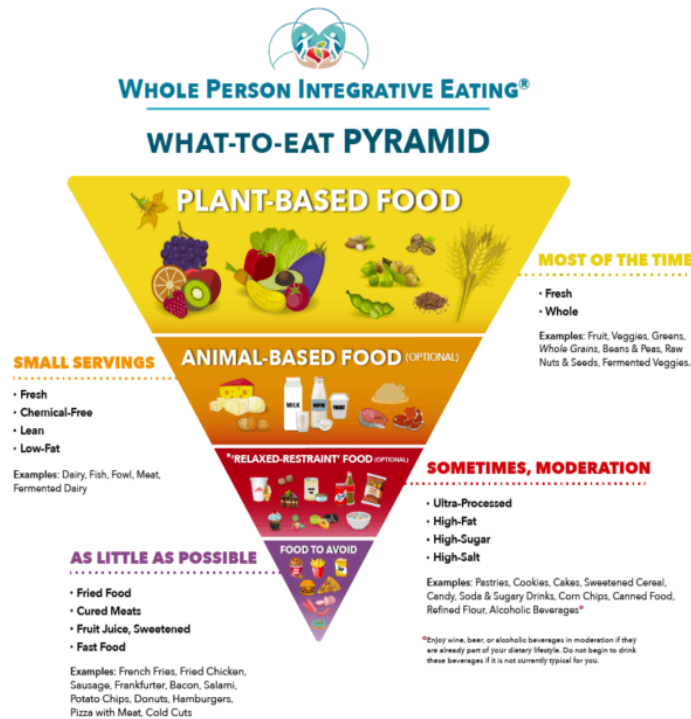 WHOLE PERSON INTEGRATIVE EATING®
WHAT-TO-EAT PYRAMID
PLANT-BASED FOOD
MOST OF THE TIME
• Fresh
• Whole
Examples: Fruit, Veggies, Greens,
Whole Grains, Beans & Peas, Raw
Nuts & Seeds, Fermented Veggies.
ANIMAL-BASED FOOD (OPTIONAL)
MILK
SMALL SERVINGS
• Fresh
• Chemical-Free
• Lean
• Low-Fat
Examples: Dairy, Fish, Fowl, Meat,
Fermented Dairy
*'RELAXED-RESTRAINT' FOOD (OPTIONAL)
SOMETIMES, MODERATION
• Ultra-Processed
• High-Fat
• High-Sugar
• High-Salt
Examples: Pastries, Cookies, Cakes, Sweetened Cereal,
Candy, Soda & Sugary Drinks, Corn Chips, Canned Food,
Refined Flour, Alcoholic Beverages*
*Enjoy wine, beer, or alcoholic beverages in moderation if they
are already part of your dietary lifestyle. Do not begin to drink
these beverages if it is not currently typical for you.
FOOD TO AVOID
AS LITTLE AS POSSIBLE
• Fried Food
• Cured Meats
• Fruit Juice, Sweetened
• Fast Food
Examples: French Fries, Fried Chicken,
Sausage, Frankfurter, Bacon, Salami,
Potato Chips, Donuts, Hamburgers,
Pizza with Meat, Cold Cuts